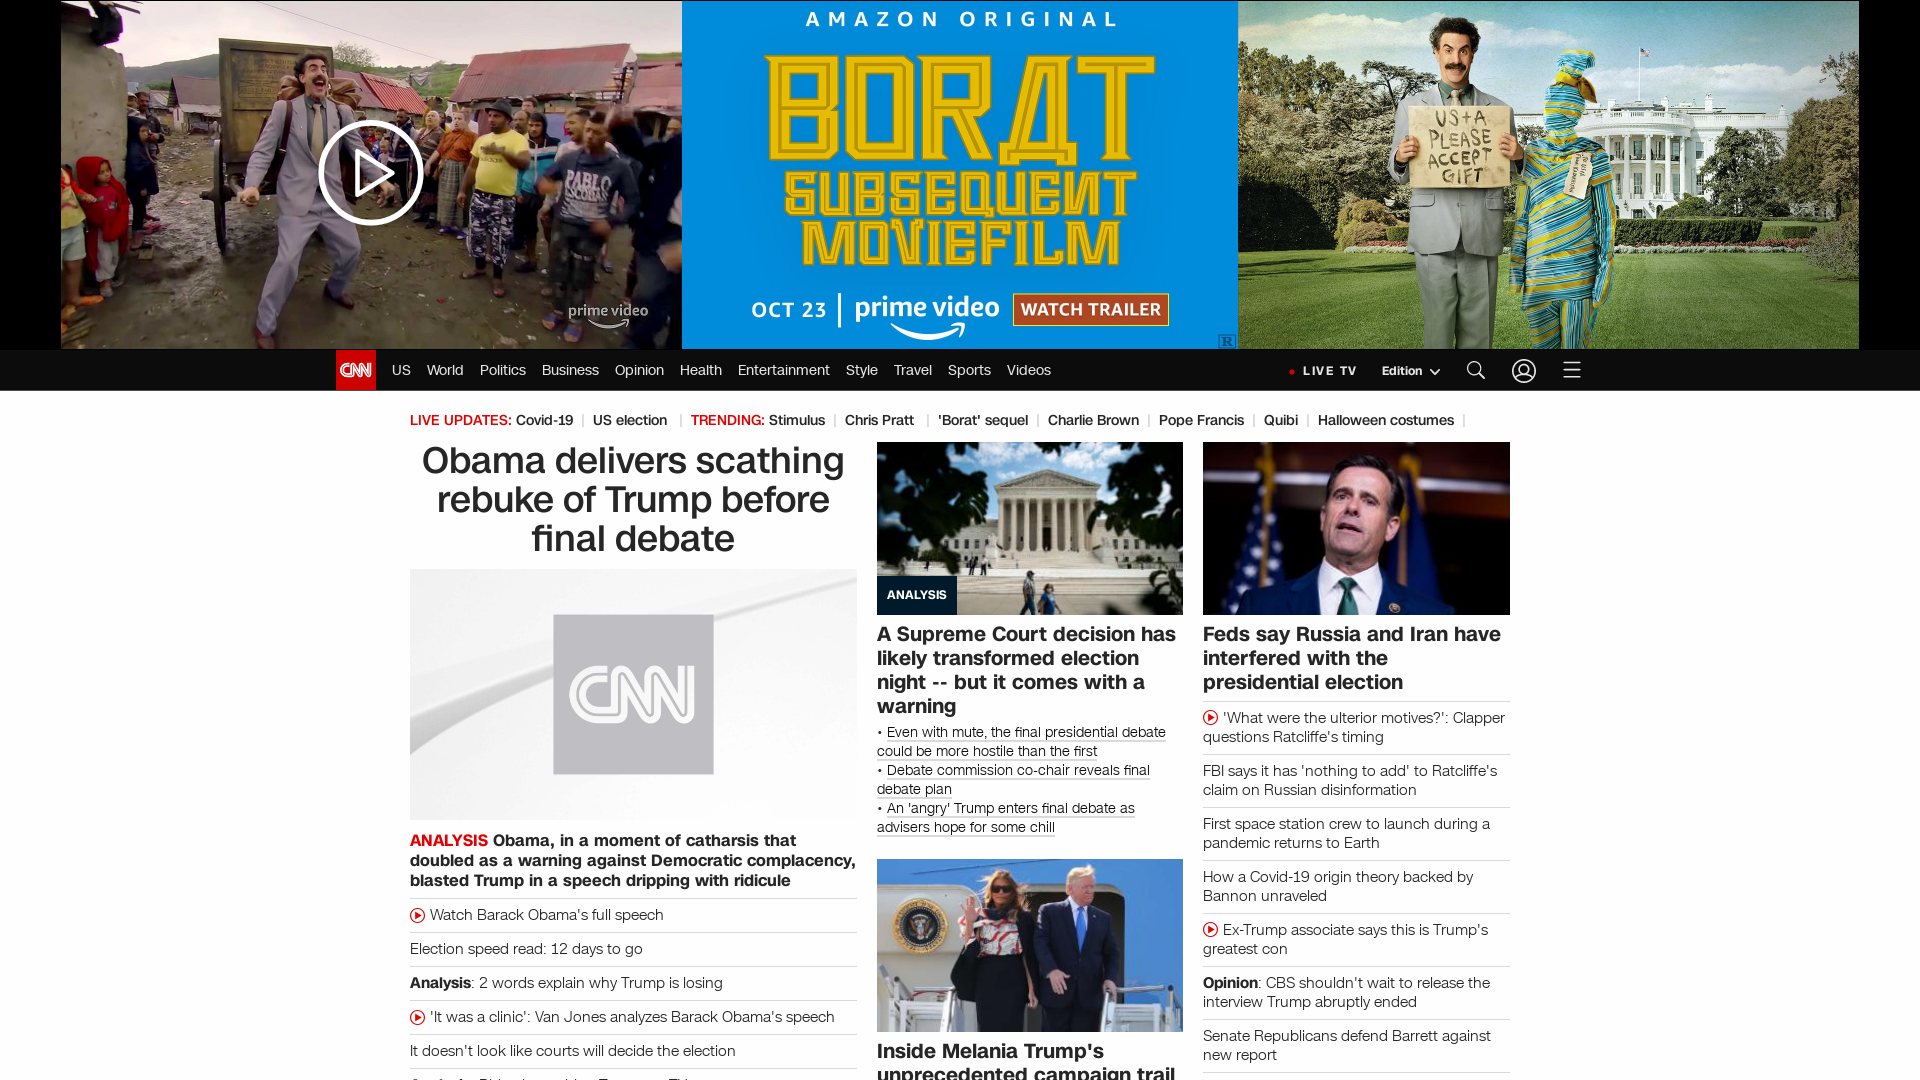 AMAZON ORIGINAL
BORДT
SUBSEQUENT
MOVIEFILM
OCT 23 | prime video WATCH TRAILER
R
PABLO
ESCOBAR
prime video
US+A
PLEASE
ACCEPT
GIFT
CNN US World Politics Business Opinion Health Entertainment Style Travel Sports Videos
LIVE TV Edition
LIVE UPDATES: Covid-19 | US election | TRENDING: Stimulus | Chris Pratt | 'Borat' sequel | Charlie Brown | Pope Francis | Quibi | Halloween costumes |
Obama delivers scathing
rebuke of Trump before
final debate
CNN
ANALYSIS Obama, in a moment of catharsis that
doubled as a warning against Democratic complacency,
blasted Trump in a speech dripping with ridicule
Watch Barack Obama's full speech
Election speed read: 12 days to go
Analysis: 2 words explain why Trump is losing
'It was a clinic': Van Jones analyzes Barack Obama's speech
It doesn't look like courts will decide the election
ANALYSIS
A Supreme Court decision has
likely transformed election
night -- but it comes with a
warning
• Even with mute, the final presidential debate
could be more hostile than the first
• Debate commission co-chair reveals final
debate plan
• An 'angry' Trump enters final debate as
advisers hope for some chill
Inside Melania Trump's
unprecedented campaign trail
Feds say Russia and Iran have
interfered with the
presidential election
'What were the ulterior motives?': Clapper
questions Ratcliffe's timing
FBI says it has 'nothing to add' to Ratcliffe's
claim on Russian disinformation
First space station crew to launch during a
pandemic returns to Earth
How a Covid-19 origin theory backed by
Bannon unraveled
Ex-Trump associate says this is Trump's
greatest con
Opinion: CBS shouldn't wait to release the
interview Trump abruptly ended
Senate Republicans defend Barrett against
new report